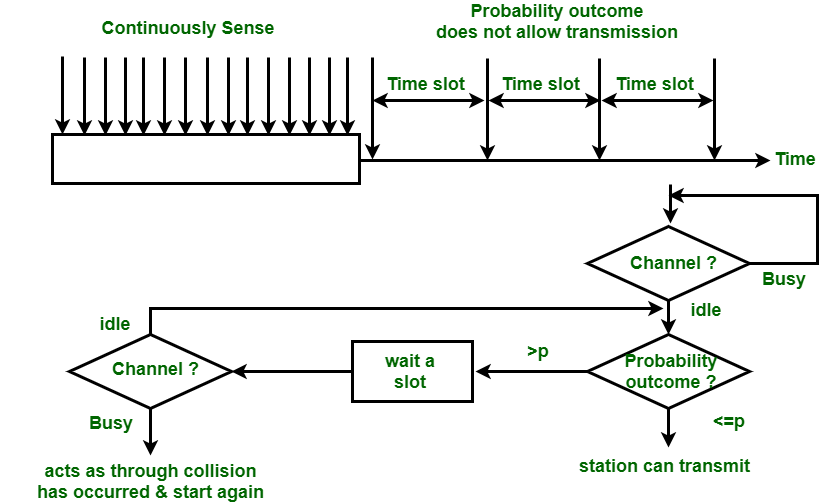 Continuously Sense
Probability outcome
does not allow transmission
Time slot
Time slot
Time slot
Time
Channel ?
Busy
idle
idle
Channel ?
wait a
slot
>p
Probability
outcome ?
Busy
<=p
acts as through collision
has occurred & start again
station can transmit